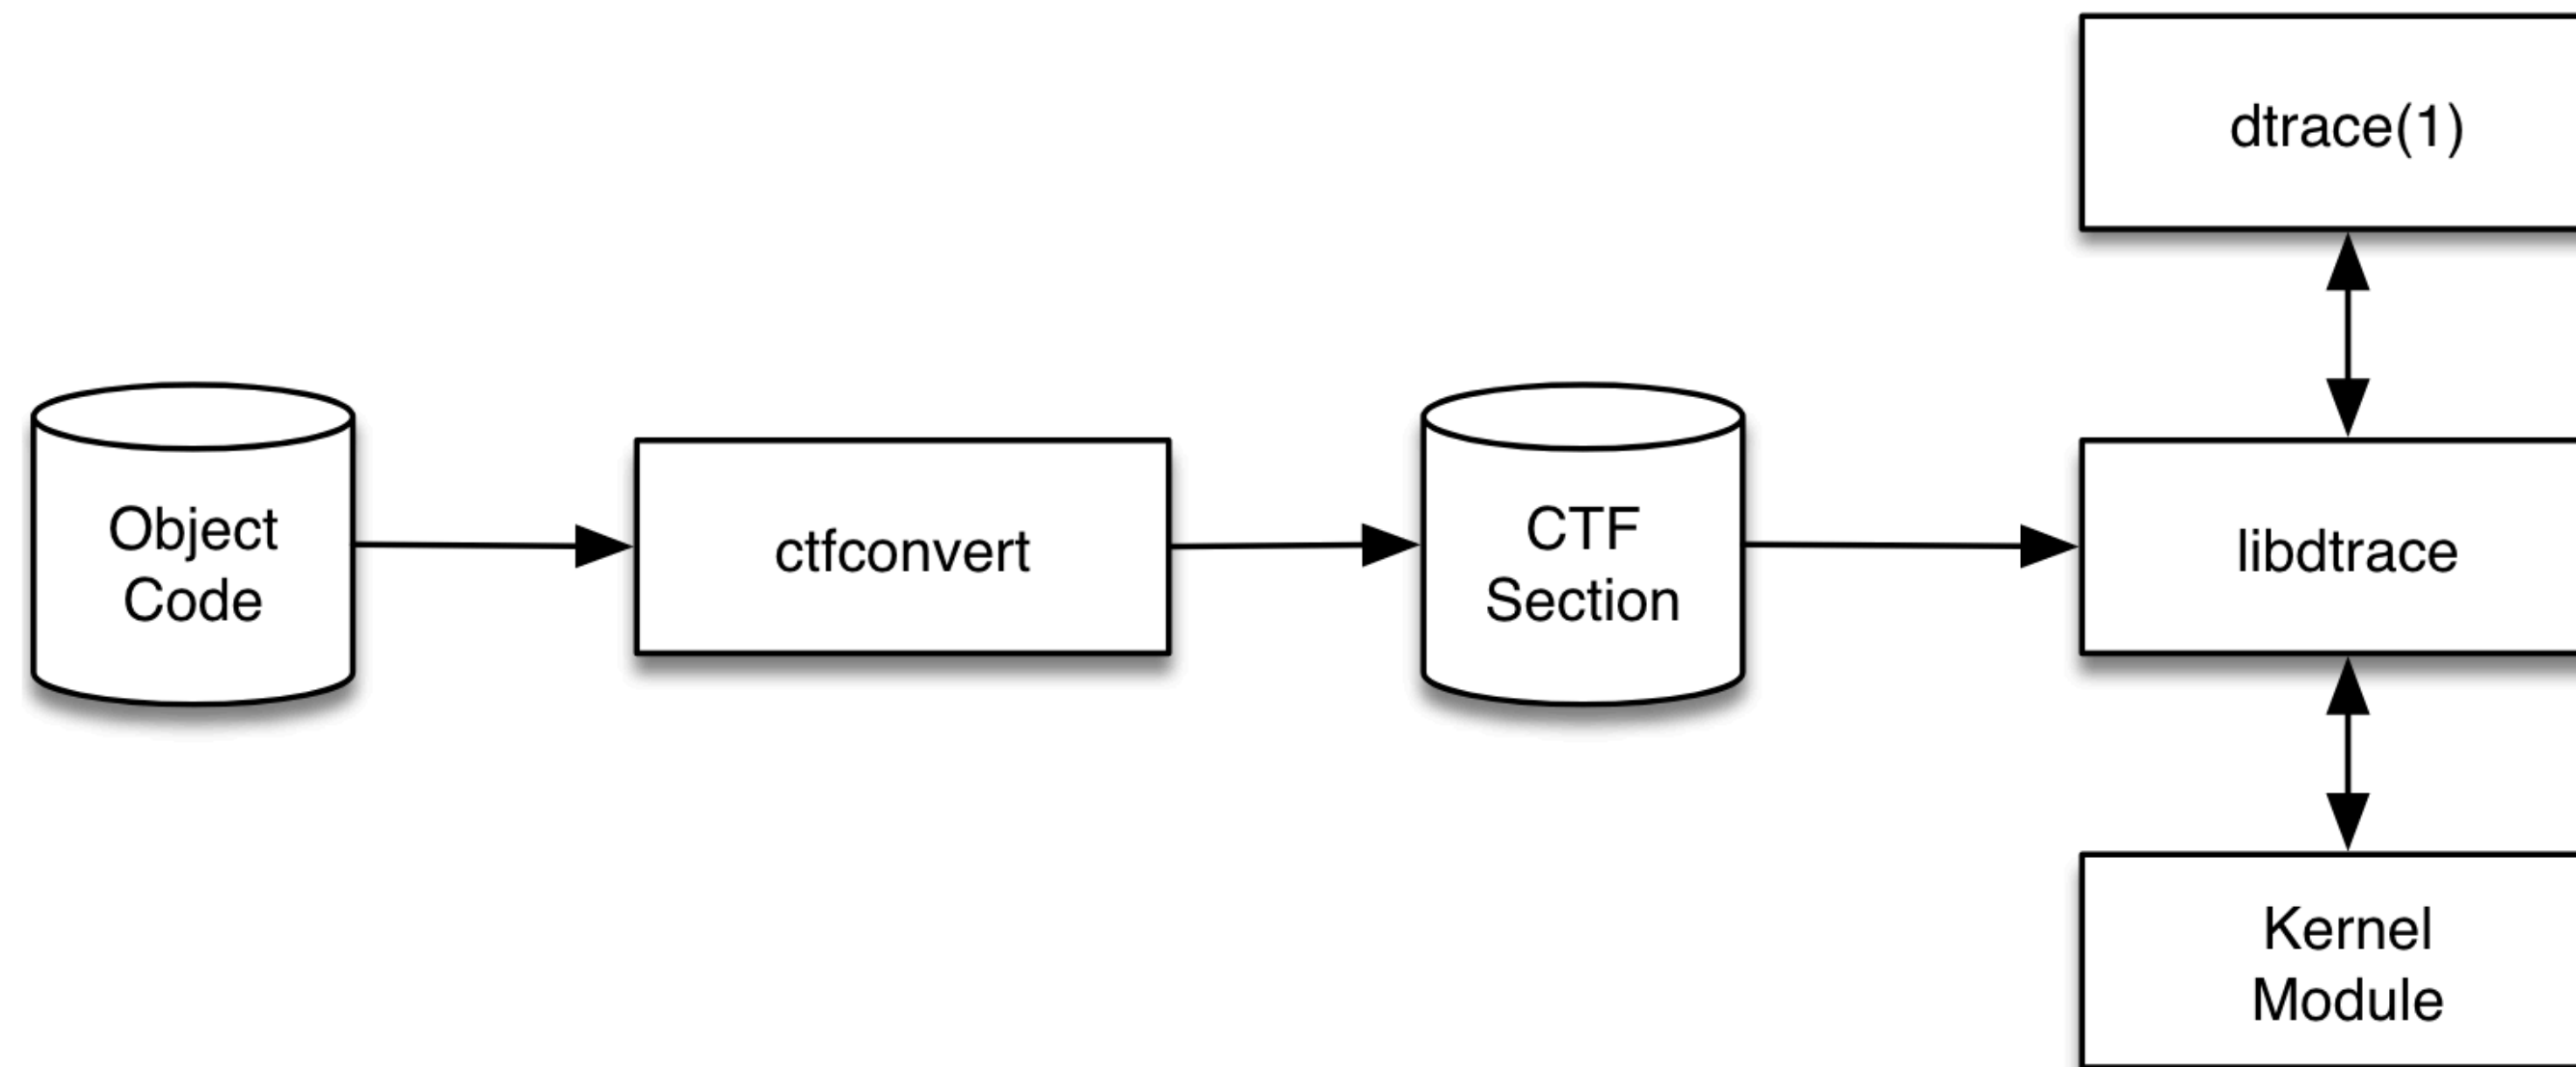 dtrace(1)
Object
Code
ctfconvert
CTF
Section
libdtrace
Kernel
Module